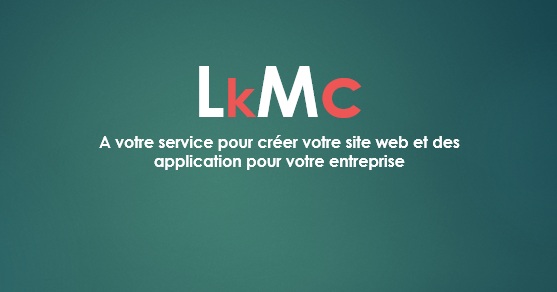 LkMc
A votre service pour créer votre site web et des
application pour votre entreprise